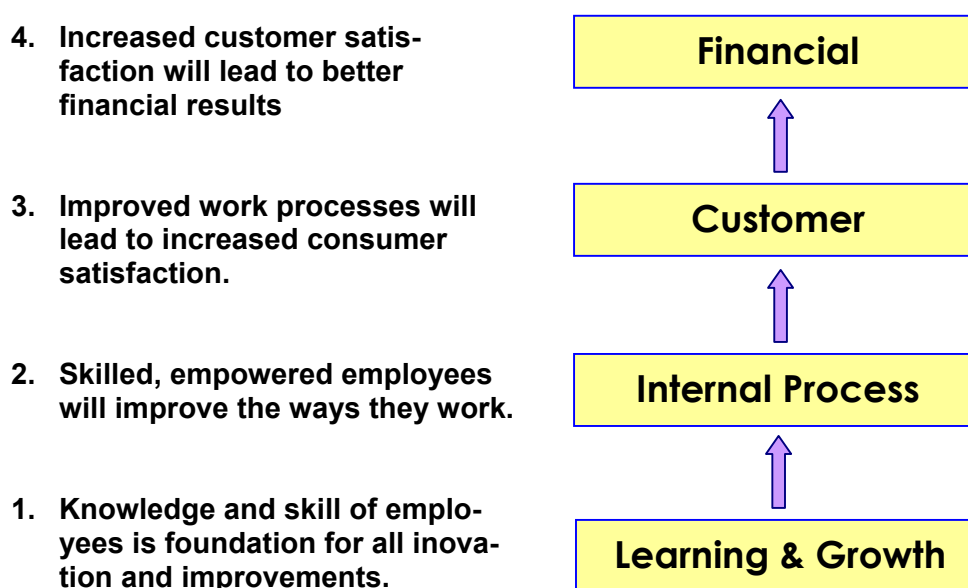 4. Increased customer satis-
faction will lead to better
financial results
Financial
3. Improved work processes will
lead to increased consumer
satisfaction.
Customer
2. Skilled, empowered employees
will improve the ways they work.
Internal Process
1. Knowledge and skill of emplo-
yees is foundation for all inova-
tion and improvements.
Learning & Growth